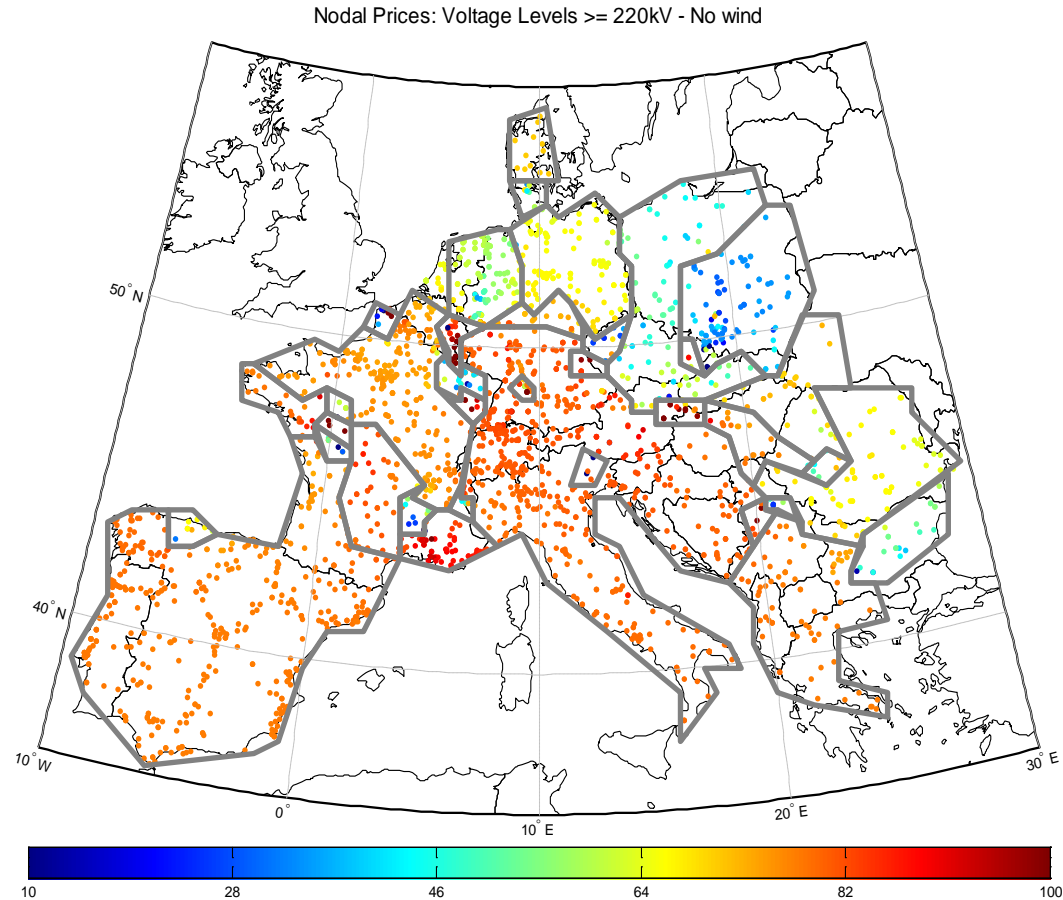 Nodal Prices: Voltage Levels >= 220kV - No wind
50° N
40° N
10° W
0°
10° E
20° E
30° E
10 28 46 64 82 100